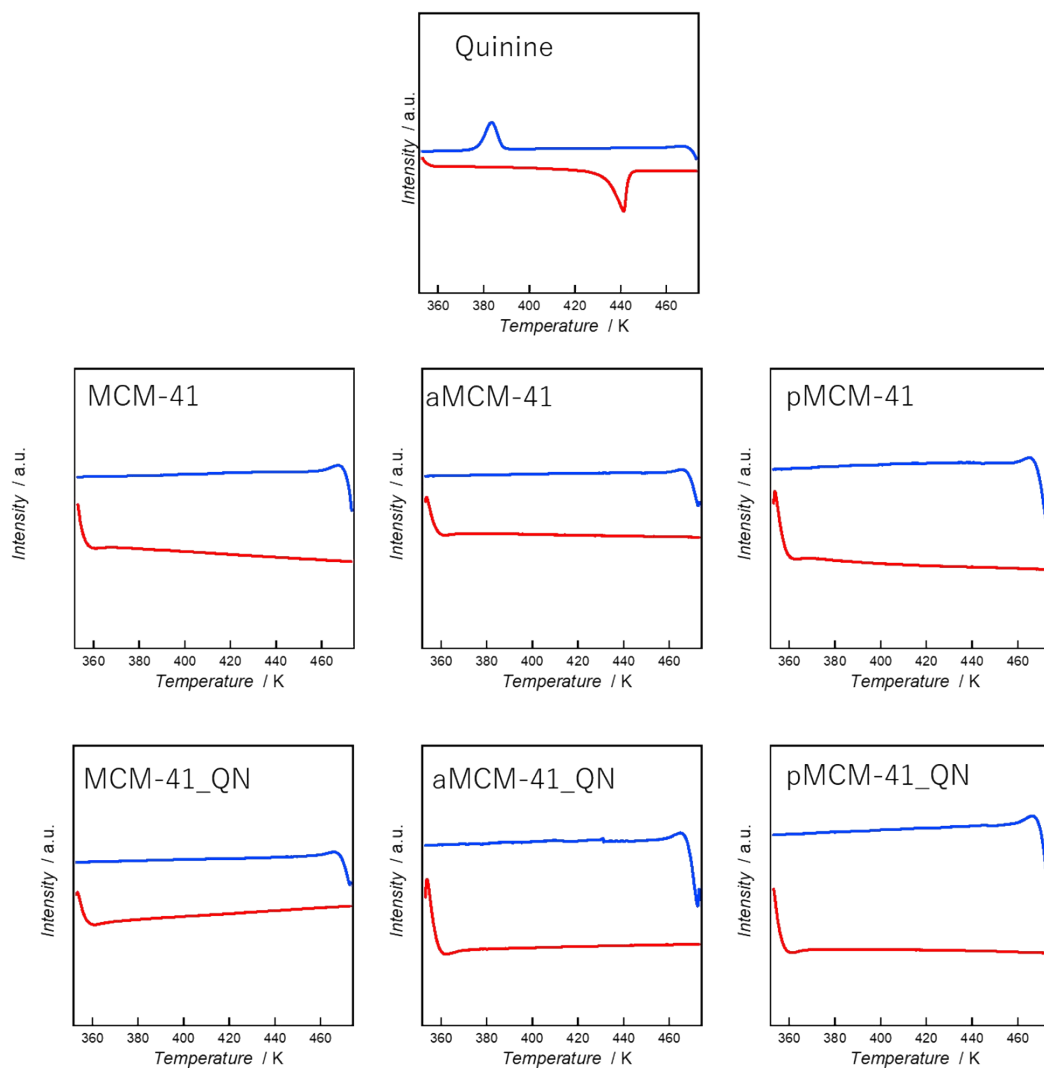 Quinine
Intensity / a.u.
360 380 400 420 440 460
Temperature / K
MCM-41
Intensity / a.u.
360 380 400 420 440 460
Temperature / K
aMCM-41
Intensity / a.u.
360 380 400 420 440 460
Temperature / K
pMCM-41
Intensity / a.u.
360 380 400 420 440 460
Temperature / K
MCM-41_QN
Intensity / a.u.
360 380 400 420 440 460
Temperature / K
aMCM-41_QN
Intensity / a.u.
360 380 400 420 440 460
Temperature / K
pMCM-41_QN
Intensity / a.u.
360 380 400 420 440 460
Temperature / K